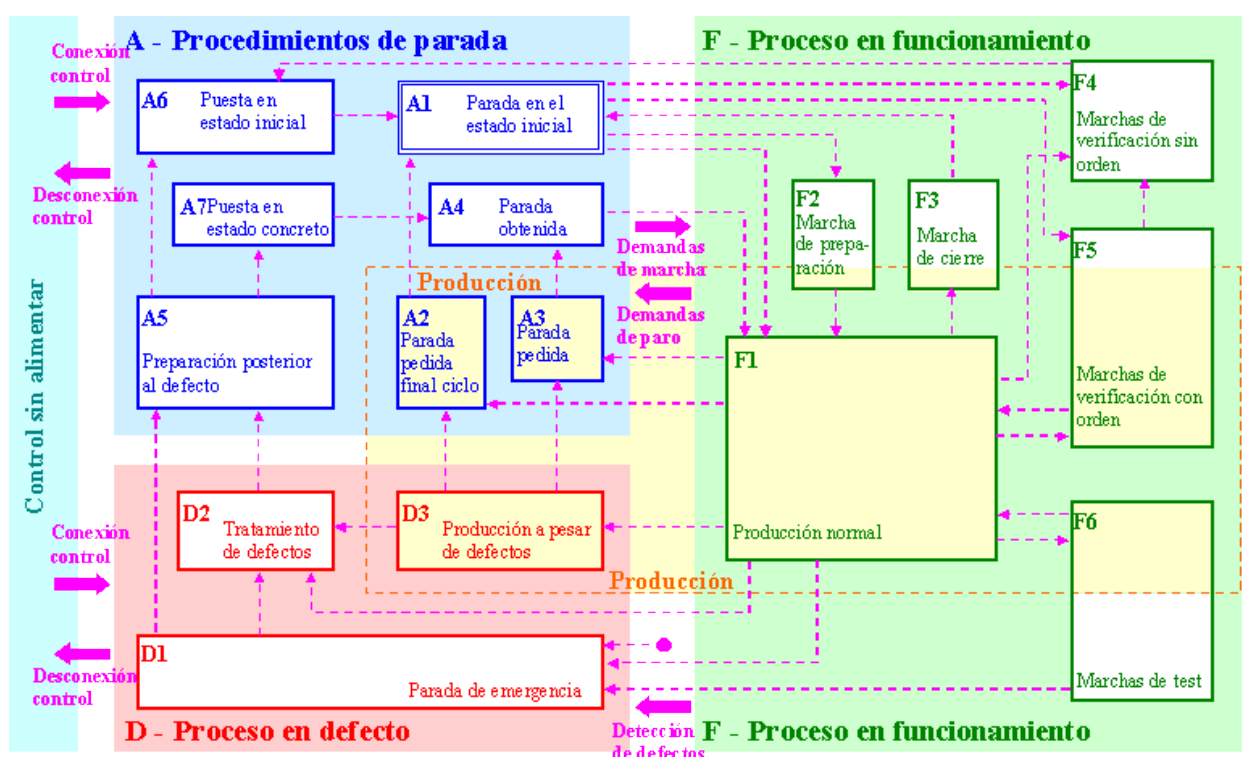 A - Procedimientos de parada
F - Proceso en funcionamiento
Conexión
control
Desconexión
control
Control sin alimentar
Conexión
control
Desconexión
control
A6
Puesta en
estado inicial
A1
Parada en el
estado inicial
A7
Puesta en
estado concreto
A4
Parada
obtenida
Demandas
de marcha
Demandas
de paro
Producción
A5
Preparación posterior
al defecto
A2
Parada
pedida
final ciclo
A3
Parada
pedida
F4
Marchas de
verificación sin
orden
F2
Marcha
de prepa-
ración
F3
Marcha
de cierre
F5
Marchas de
verificación con
orden
F1
Producción normal
F6
Marchas de test
Producción
D2
Tratamiento
de defectos
D3
Producción a pesar
de defectos
D1
Parada de emergencia
D - Proceso en defecto
Detección
de defectos
F - Proceso en funcionamiento